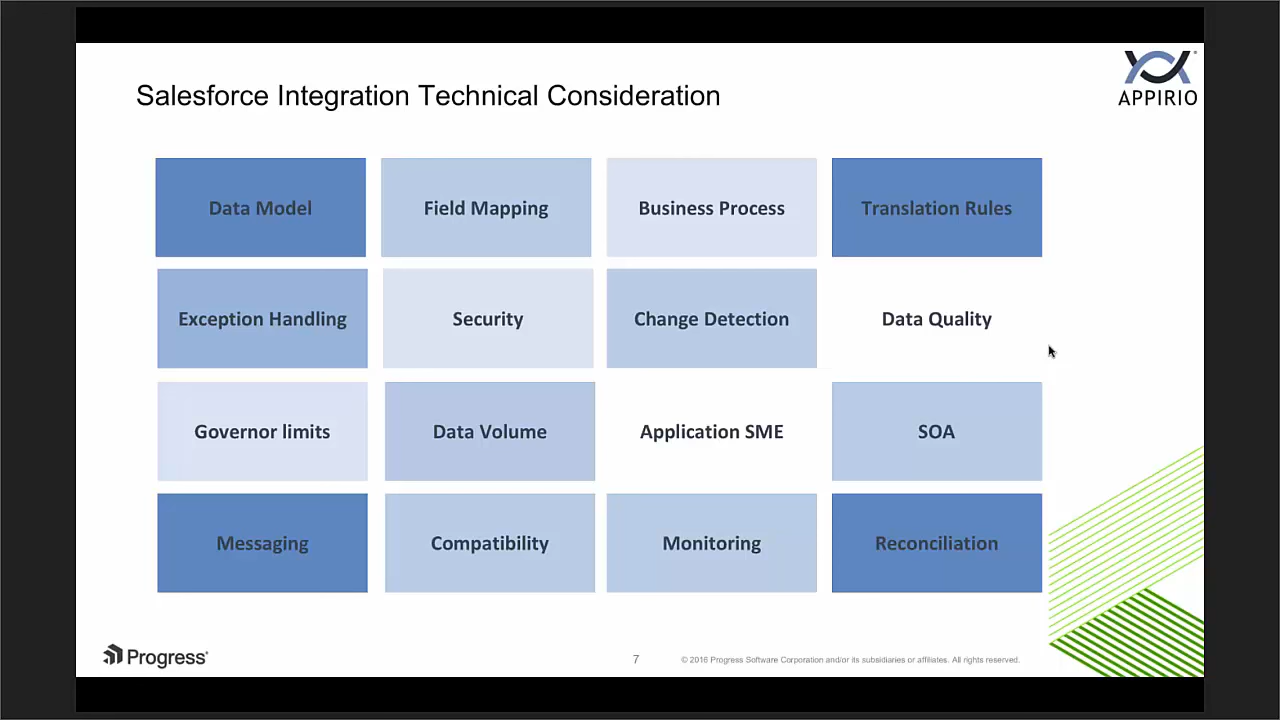 APPIRIO
Salesforce Integration Technical Consideration
Data Model
Field Mapping
Business Process
Translation Rules
Exception Handling
Security
Change Detection
Data Quality
Governor limits
Data Volume
Application SME
SOA
Messaging
Compatibility
Monitoring
Reconciliation
Progress
7
© 2016 Progress Software Corporation and/or its subsidiaries or affiliates. All rights reserved.